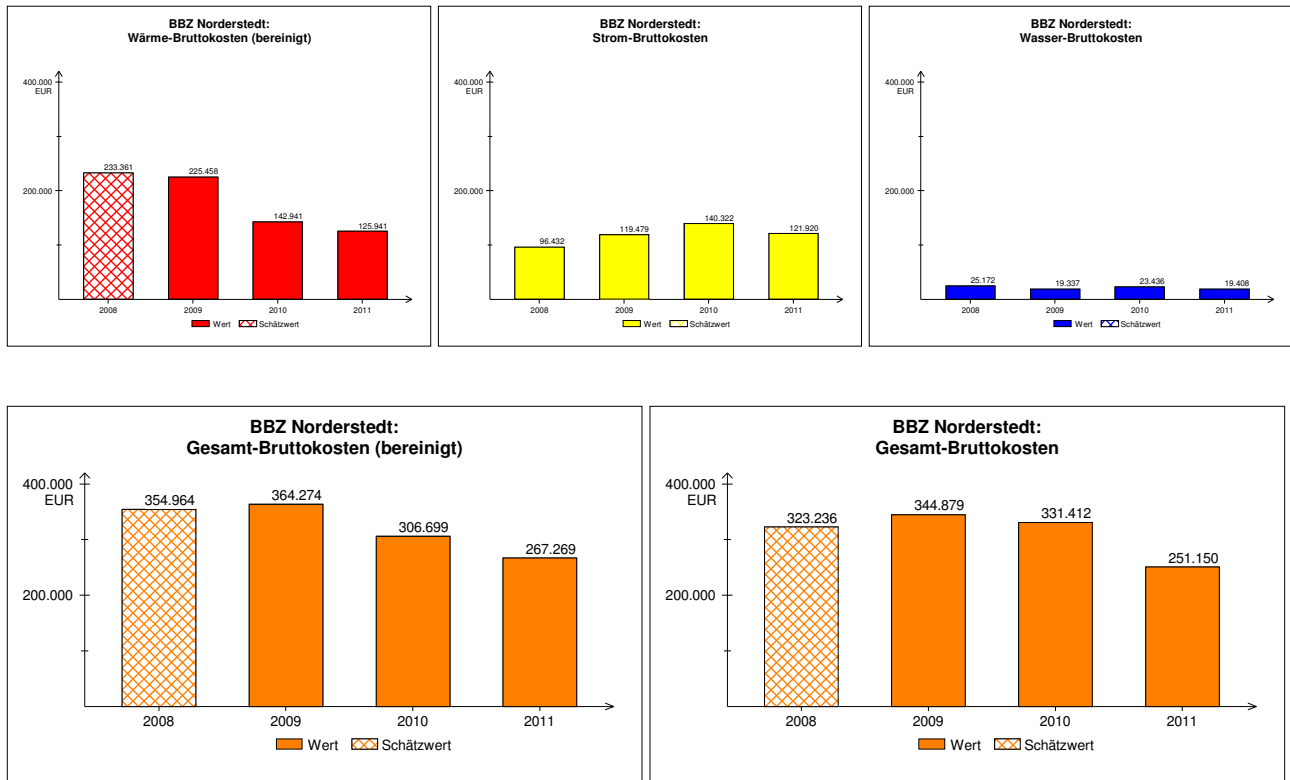 BBZ Norderstedt:
Wärme-Bruttokosten (bereinigt)
400.000
EUR
233.361
225.458
200.000
142.941
125.941
2008 2009 2010 2011
Wert Schätzwert
BBZ Norderstedt:
Strom-Bruttokosten
400.000
EUR
200.000
140.322
119.479
121.920
96.432
2008 2009 2010 2011
Wert Schätzwert
BBZ Norderstedt:
Wasser-Bruttokosten
400.000
EUR
200.000
25.172 19.337 23.436 19.408
2008 2009 2010 2011
Wert Schätzwert
BBZ Norderstedt:
Gesamt-Bruttokosten (bereinigt)
400.000
EUR
354.964 364.274
306.699
267.269
200.000
2008 2009 2010 2011
Wert Schätzwert
BBZ Norderstedt:
Gesamt-Bruttokosten
400.000
EUR
323.236 344.879 331.412
251.150
200.000
2008 2009 2010 2011
Wert Schätzwert